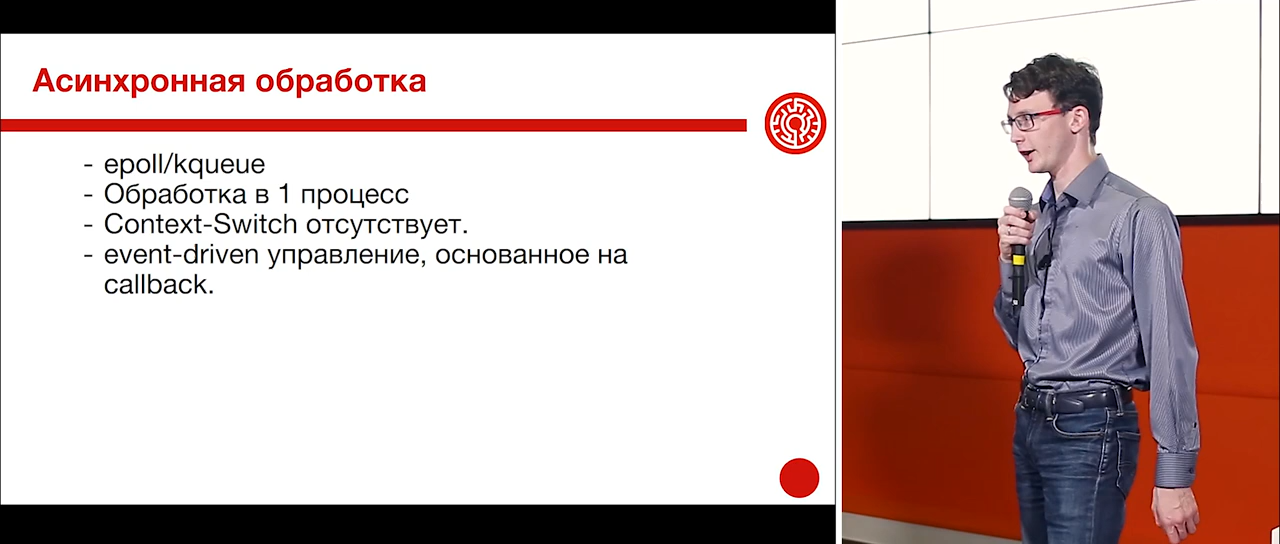 Асинхронная обработка
- epoll/kqueue
- Обработка в 1 процесс
- Context-Switch отсутствует.
- event-driven управление, основанное на
callback.